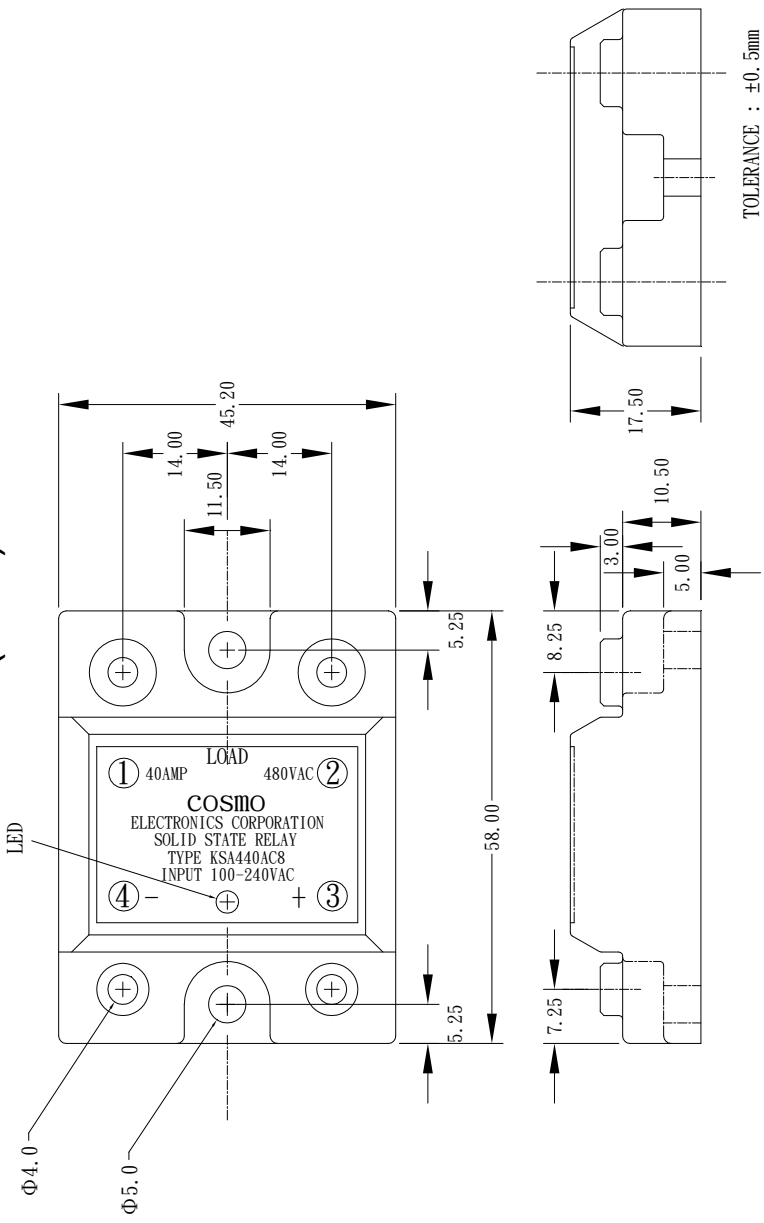 LED
Φ4.0
Φ5.0
45.20
14.00
14.00
11.50
5.25
5.25
58.00
LOAD
① 40AMP 480VAC ②
cosmo
ELECTRONICS CORPORATION
SOLID STATE RELAY
TYPE KSA440AC8
INPUT 100-240VAC
④ - + ③
17.50
10.50
3.00
5.00
8.25
7.25
TOLERANCE : ±0.5mm